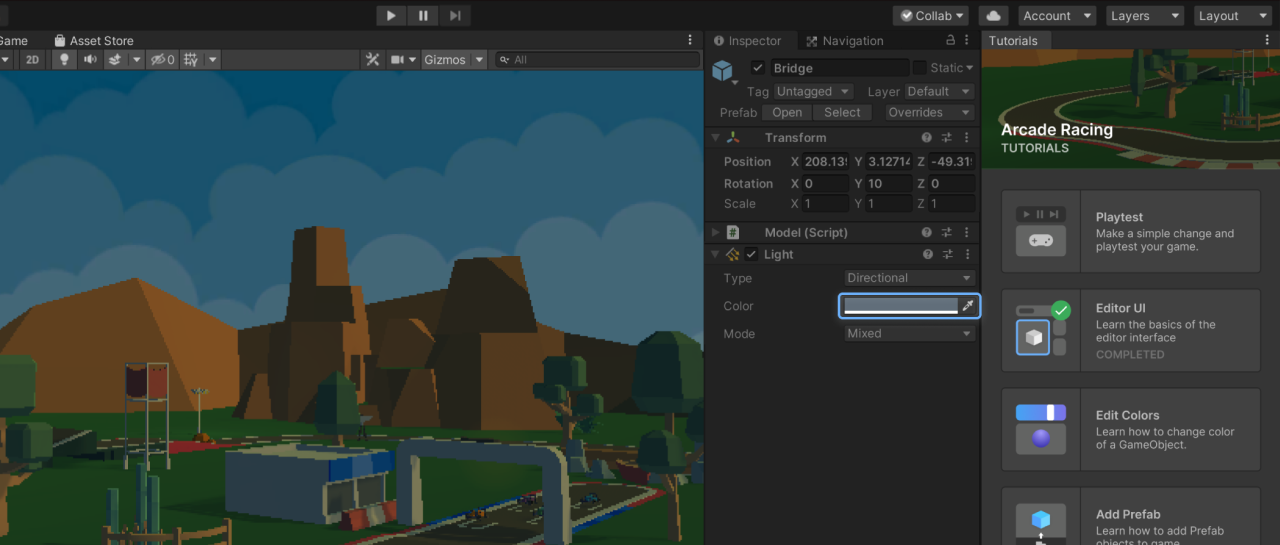 Collab
Account
Layers
Layout
Game
Asset Store
2D
0
Gizmos
All
Inspector
Navigation
Bridge
Static
Tag Untagged
Layer Default
Prefab Open Select Overrides
Transform
Position X 208.13 Y 3.12714 Z -49.31
Rotation X 0 Y 10 Z 0
Scale X 1 Y 1 Z 1
# Model (Script)
Light
Type Directional
Color
Mode Mixed
Tutorials
Arcade Racing
TUTORIALS
Playtest
Make a simple change and
playtest your game.
Editor UI
Learn the basics of the
editor interface
COMPLETED
Edit Colors
Learn how to change color
of a GameObject.
Add Prefab
Learn how to add Prefab
objects to game